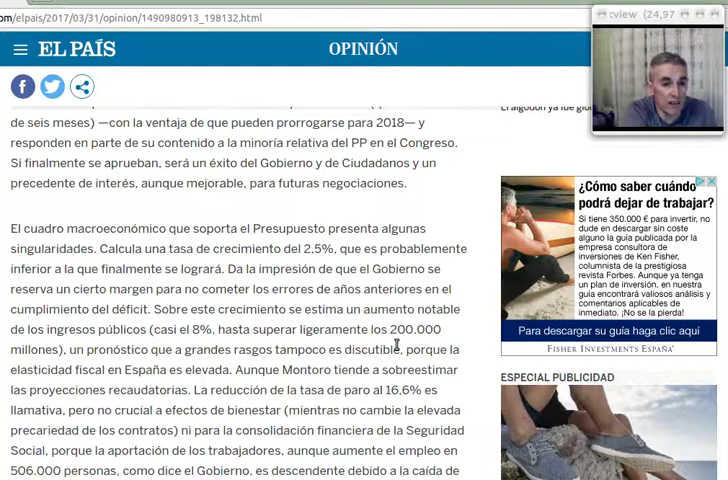 om/elpais/2017/03/31/opinion/1490980913_198132.html
cview (24,97
EL PAÍS
OPINIÓN
de seis meses) —con la ventaja de que pueden prorrogarse para 2018— y
responden en parte de su contenido a la minoría relativa del PP en el Congreso.
Si finalmente se aprueban, será un éxito del Gobierno y de Ciudadanos y un
precedente de interés, aunque mejorable, para futuras negociaciones.
El cuadro macroeconómico que soporta el Presupuesto presenta algunas
singularidades. Calcula una tasa de crecimiento del 2,5%, que es probablemente
inferior a la que finalmente se logrará. Da la impresión de que el Gobierno se
reserva un cierto margen para no cometer los errores de años anteriores en el
cumplimiento del déficit. Sobre este crecimiento se estima un aumento notable
de los ingresos públicos (casi el 8%, hasta superar ligeramente los 200.000
millones), un pronóstico que a grandes rasgos tampoco es discutible, porque la
elasticidad fiscal en España es elevada. Aunque Montoro tiende a sobreestimar
las proyecciones recaudatorias. La reducción de la tasa de paro al 16,6% es
llamativa, pero no crucial a efectos de bienestar (mientras no cambie la elevada
precariedad de los contratos) ni para la consolidación financiera de la Seguridad
Social, porque la aportación de los trabajadores, aunque aumente el empleo en
506.000 personas, como dice el Gobierno, es descendente debido a la caída de
El algodón ya fue
¿Cómo saber cuándo
podrá dejar de trabajar?
Si tiene 350.000 € para invertir, no
dude en descargar sin coste
alguno la guía publicada por la
empresa consultora de
inversiones de Ken Fisher,
columnista de la prestigiosa
revista Forbes. Aunque ya tenga
un plan de inversión, en nuestra
guía encontrará valiosos análisis y
comentarios aplicables de
inmediato. ¡No se la pierda!
Para descargar su guía haga clic aquí
FISHER INVESTMENTS ESPAÑA
ESPECIAL PUBLICIDAD